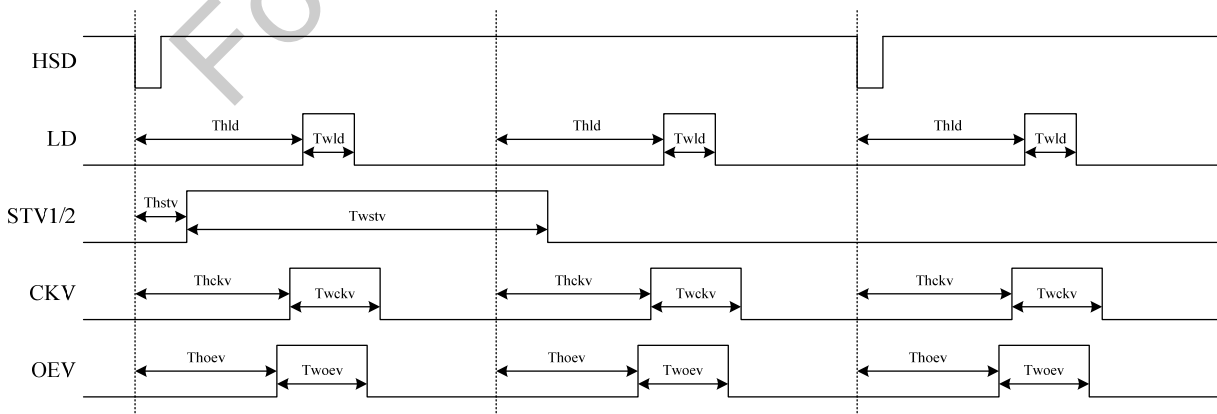 Fo
HSD
LD
Thld
Twld
Thld
Twld
Thld
Twld
STV1/2
Thstv
Twstv
CKV
Thckv
Twckv
Thckv
Twckv
Thckv
Twckv
OEV
Thoev
Twoev
Thoev
Twoev
Thoev
Twoev